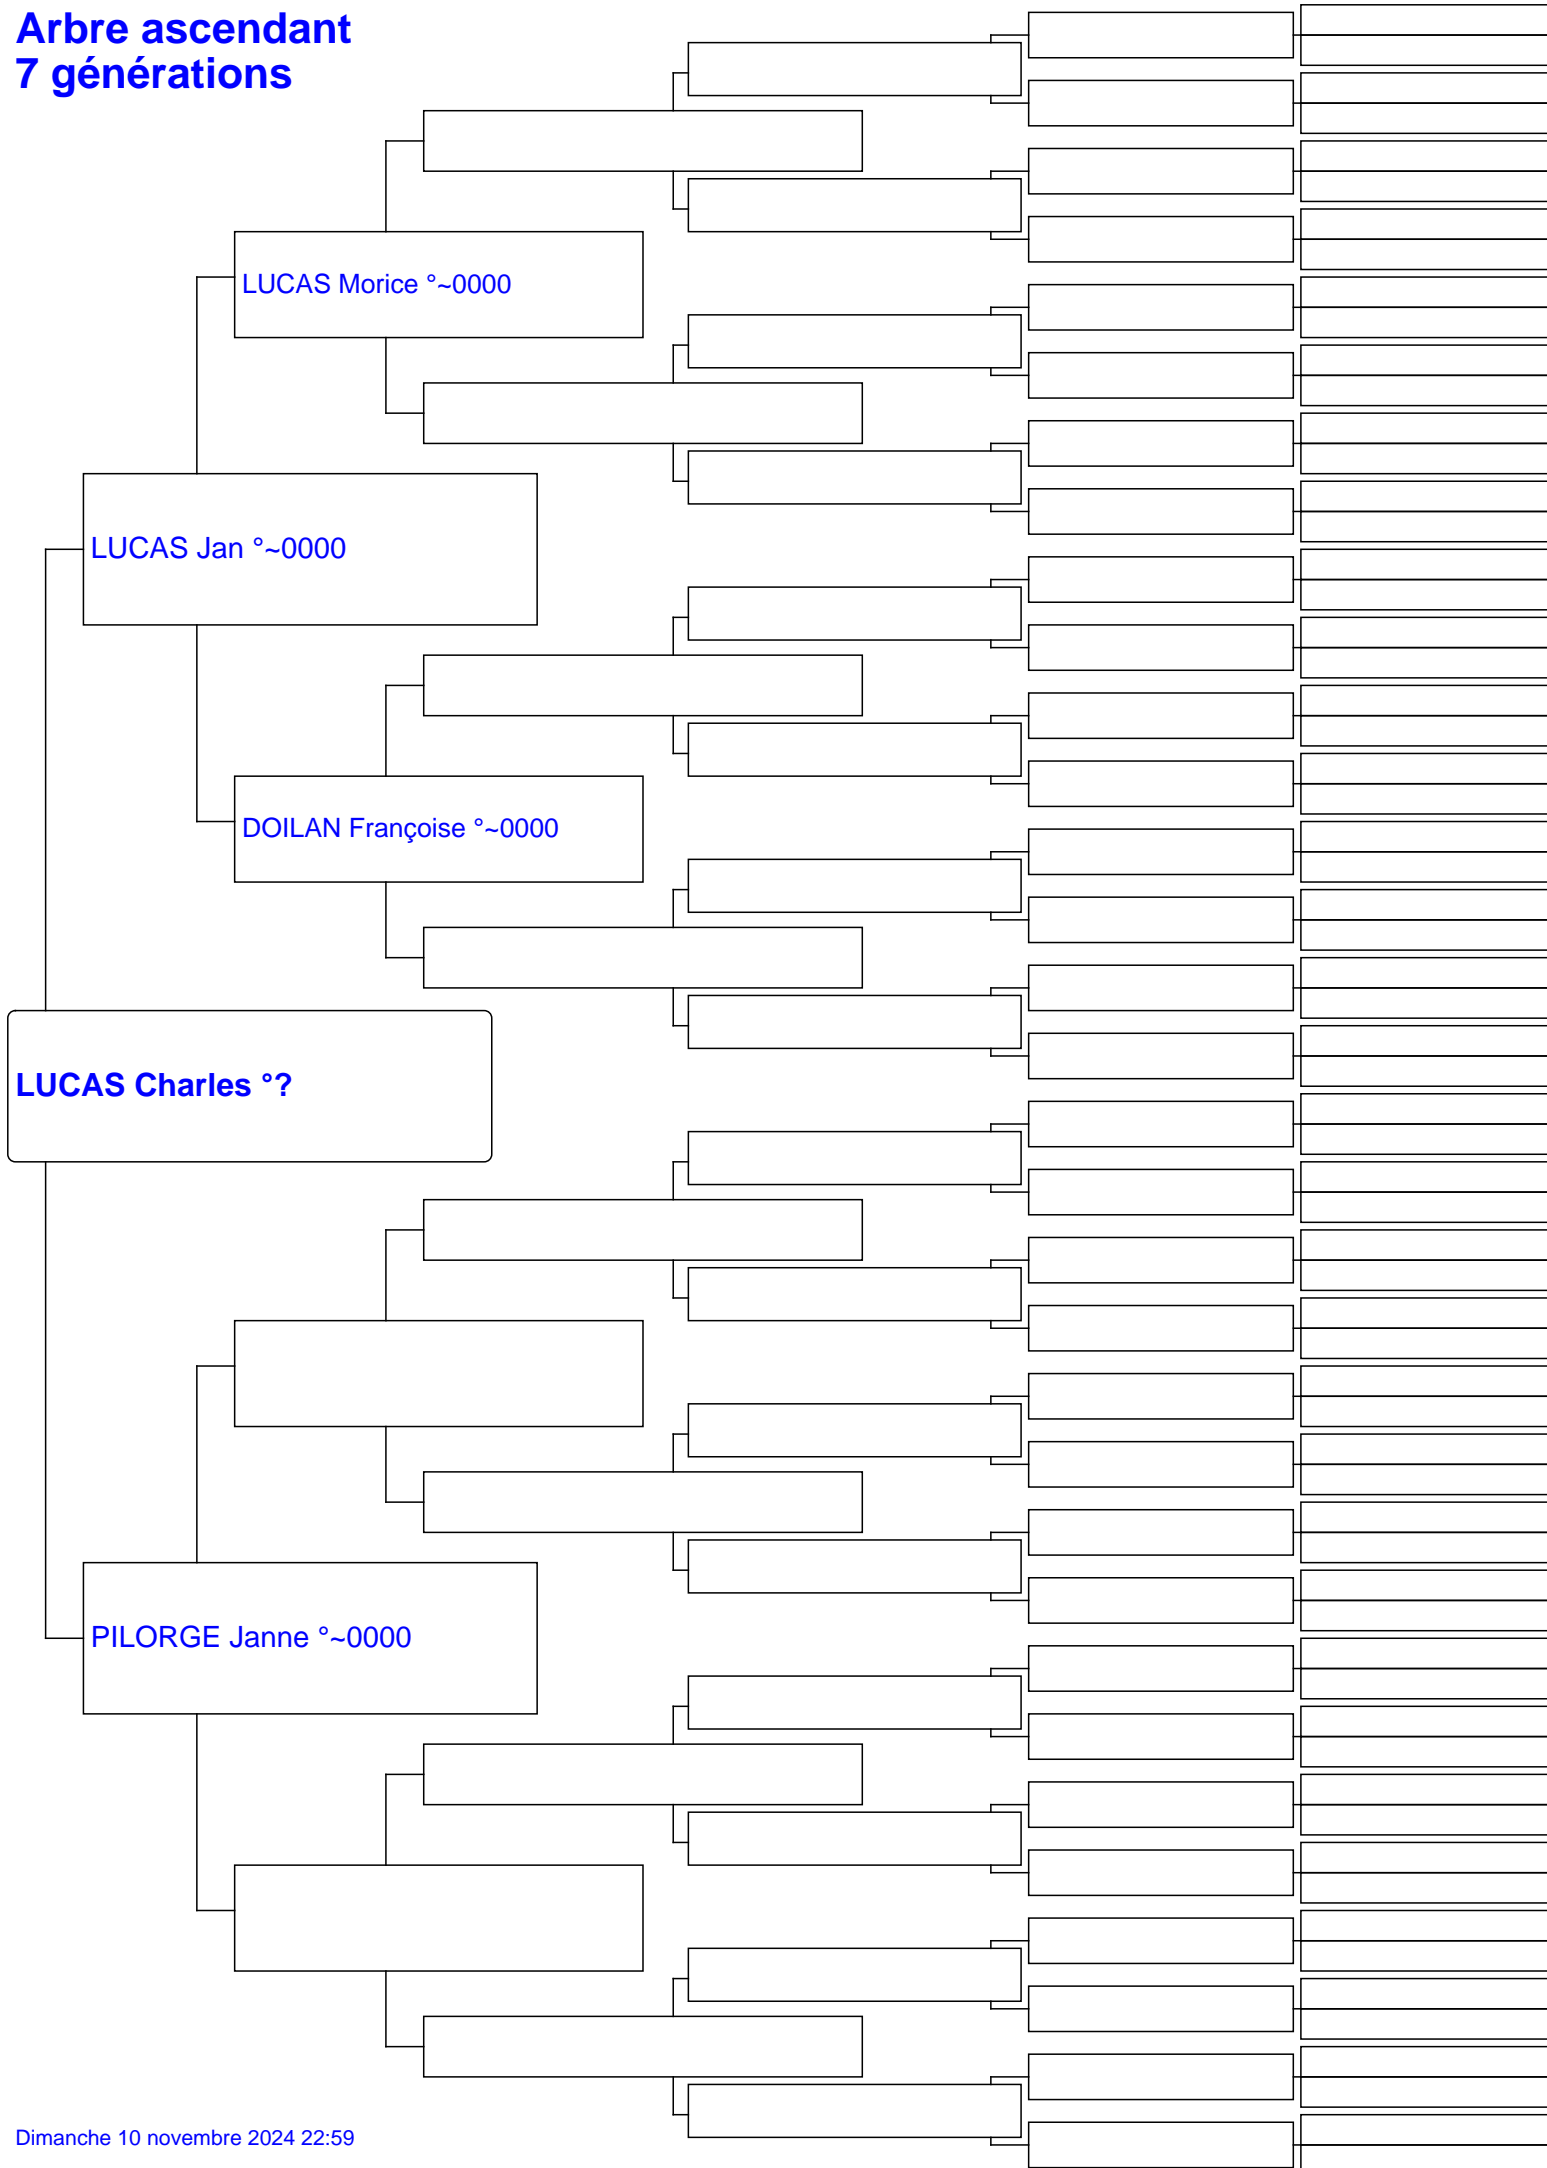 Arbre ascendant
7 générations
LUCAS Morice °~0000
LUCAS Jan °~0000
DOILAN Françoise °~0000
LUCAS Charles °?
PILORGE Janne °~0000
Dimanche 10 novembre 2024 22:59